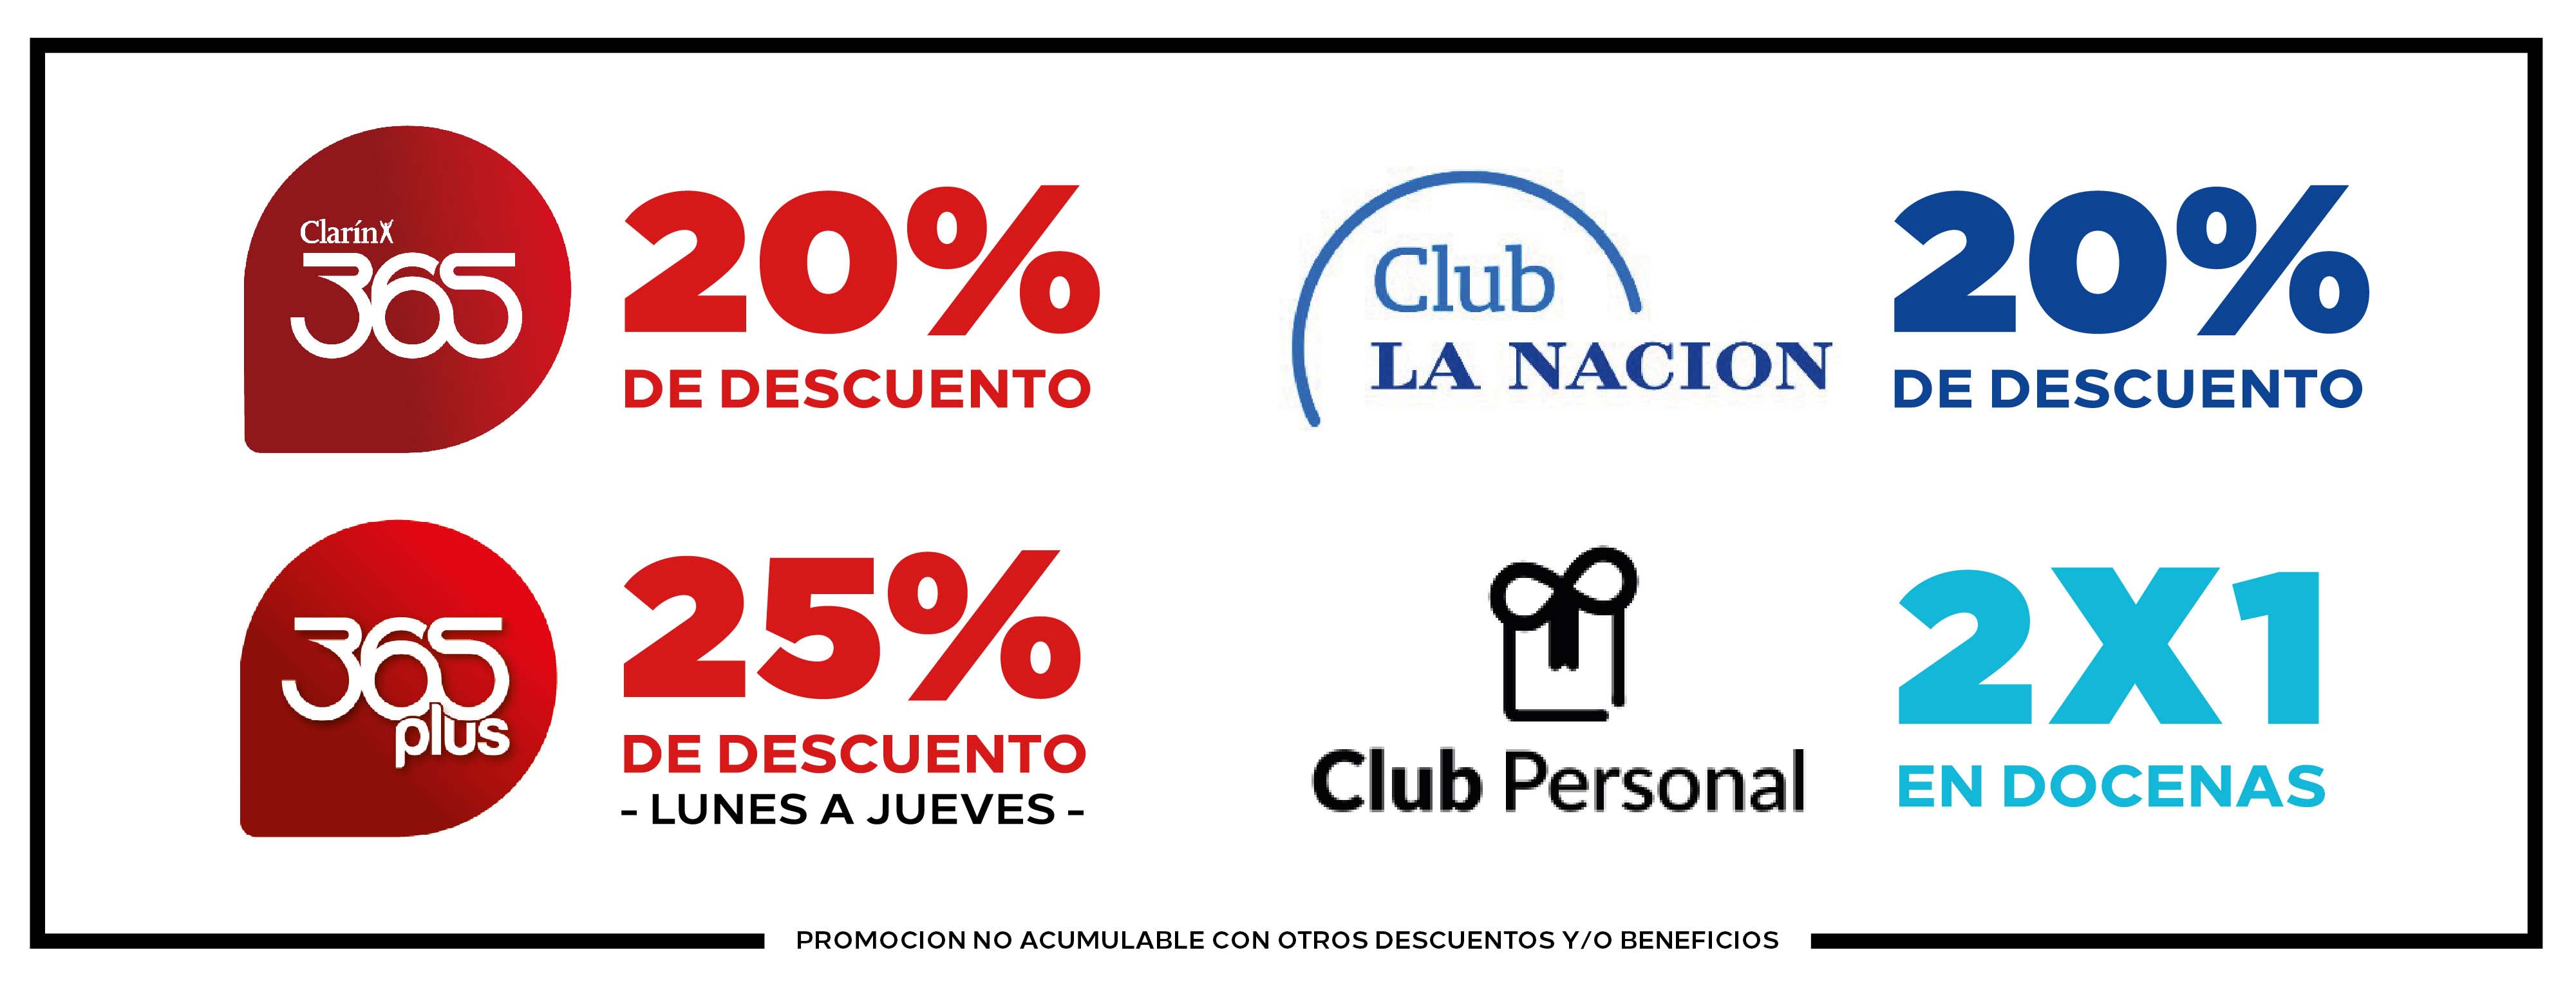 Clarín
365
20%
DE DESCUENTO
Club
LA NACION
20%
DE DESCUENTO
365
plus
25%
DE DESCUENTO
- LUNES A JUEVES -
Club Personal
2X1
EN DOCENAS
PROMOCION NO ACUMULABLE CON OTROS DESCUENTOS Y/O BENEFICIOS